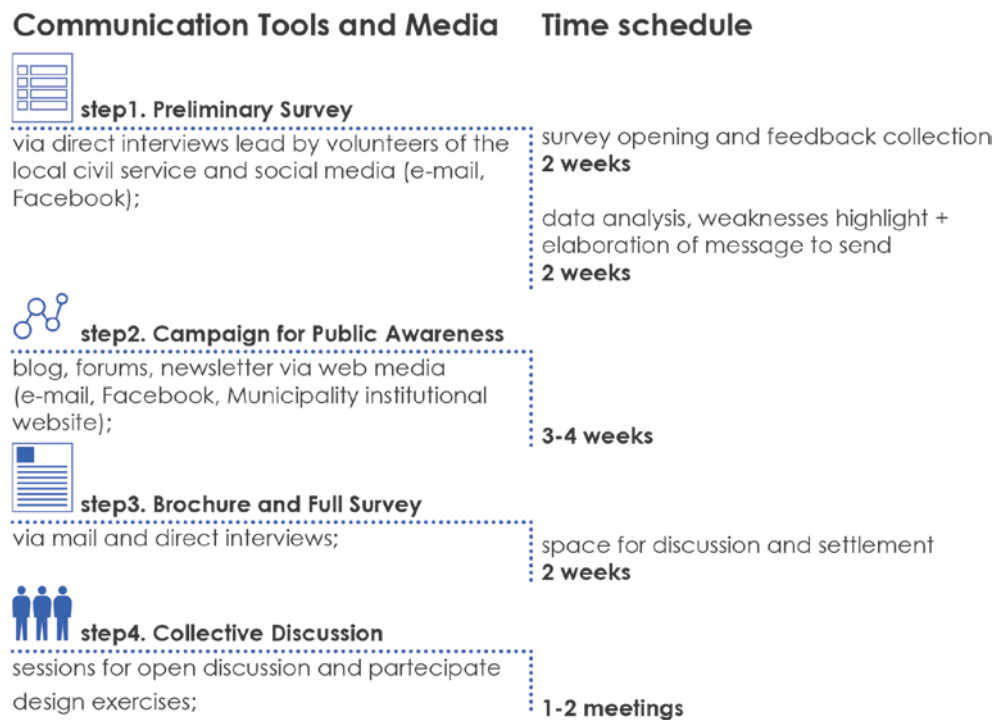 Communication Tools and Media
Time schedule
step1. Preliminary Survey
via direct interviews lead by volunteers of the
local civil service and social media (e-mail,
Facebook);
survey opening and feedback collection
2 weeks
data analysis, weaknesses highlight +
elaboration of message to send
2 weeks
step2. Campaign for Public Awareness
blog, forums, newsletter via web media
(e-mail, Facebook, Municipality institutional
website);
3-4 weeks
step3. Brochure and Full Survey
via mail and direct interviews;
space for discussion and settlement
2 weeks
step4. Collective Discussion
sessions for open discussion and partecipate
design exercises;
1-2 meetings